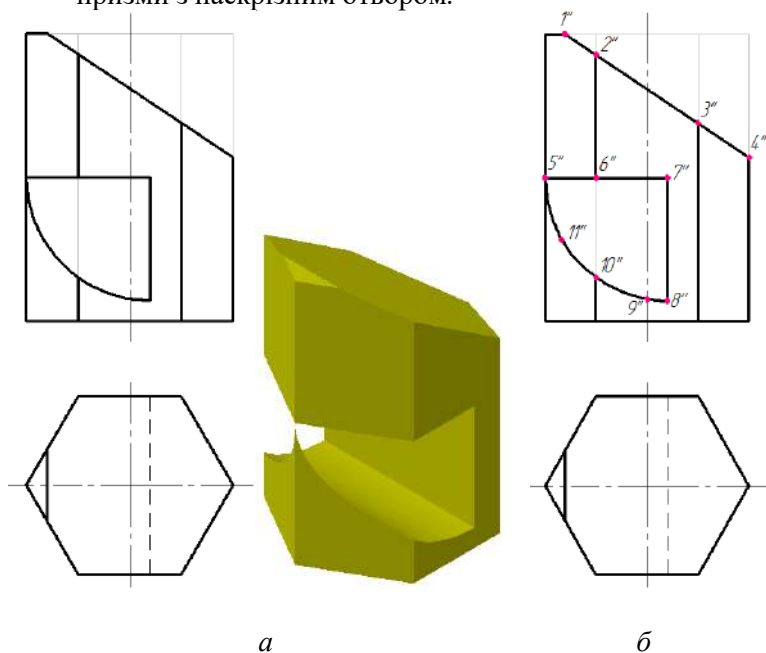 призми з наскрізним отвором.
1"
2"
3"
4"
5" 6" 7"
11"
10"
9" 8"
а б